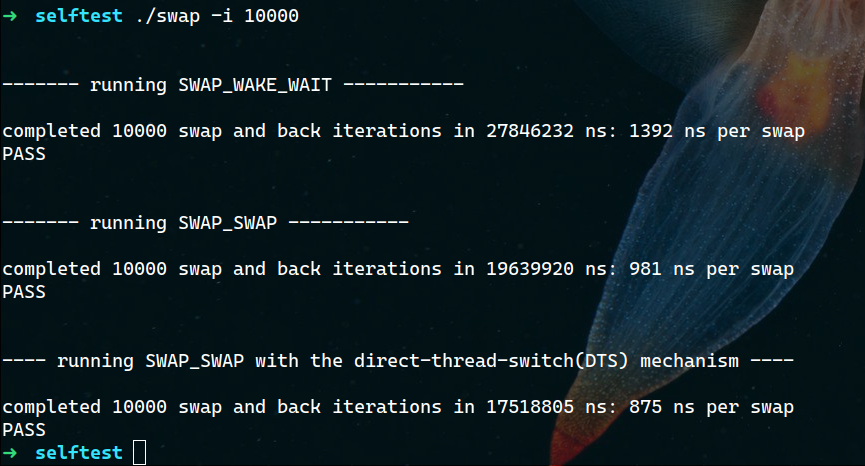 ➜ selftest ./swap -i 10000
------- running SWAP_WAKE_WAIT -----------
completed 10000 swap and back iterations in 27846232 ns: 1392 ns per swap
PASS
------- running SWAP_SWAP -----------
completed 10000 swap and back iterations in 19639920 ns: 981 ns per swap
PASS
---- running SWAP_SWAP with the direct-thread-switch(DTS) mechanism ----
completed 10000 swap and back iterations in 17518805 ns: 875 ns per swap
PASS
➜ selftest